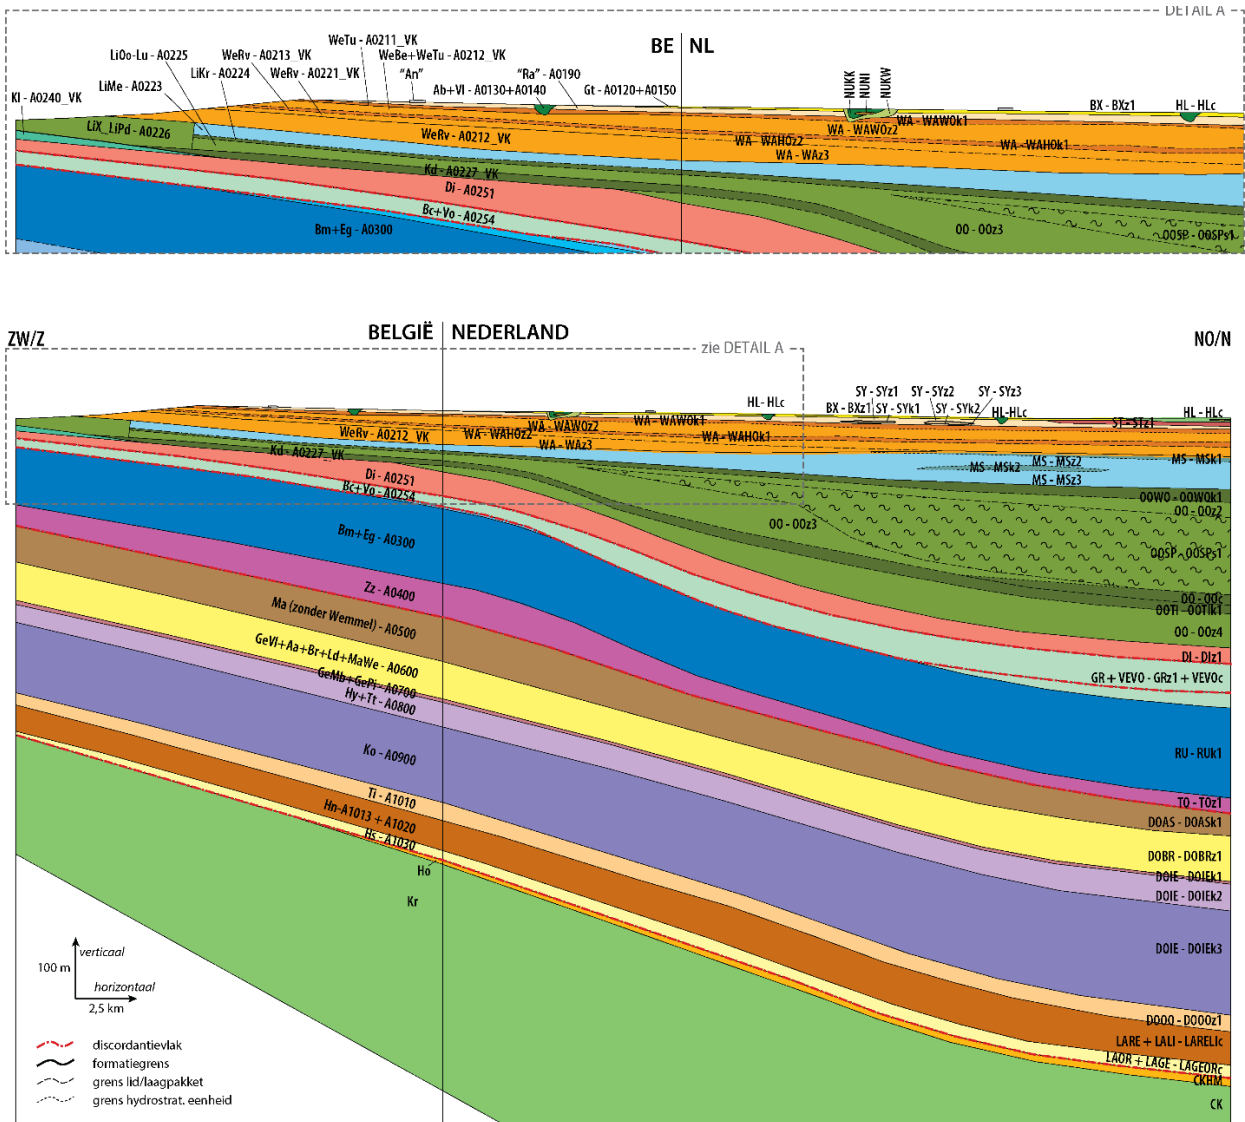 DETAIL A
BE NL
WeTu - A0211_VK
LiOo-Lu - A0225
WeRv - A0213_VK
WeBe+WeTu - A0212_VK
LiKr - A0224
WeRv - A0221_VK
"An"
"Ra" - A0190
LiMe - A0223
Ab+Vl - A0130+A0140
Gt - A0120+A0150
NUKK
NUNI
NUKW
Kl - A0240_VK
BX - BXz1
HL - HLc
LiX_LiPd - A0226
WeRv - A0212_VK
WA - WAWOk1
WA - WAWOz2
WA - WAHOz2
WA - WAHOk1
WA - WAz3
Kd - A0227_VK
Di - A0251
Bc+Vo - A0254
Bm+Eg - A0300
OO - OOz3
OOSP - OOSPs1
ZW/Z
BELGIË NEDERLAND
NO/N
zie DETAIL A
SY - SYz1
SY - SYz2
SY - SYz3
HL - HLc
BX - BXz1
SY - SYk1
SY - SYk2
HL-HLc
HL - HLc
ST - STz1
WeRv - A0212_VK
WA - WAHOz2
WA - WAWOz2
WA - WAWOk1
WA - WAHOk1
WA - WAz3
Kd - A0227_VK
MS - MSk1
MS - MSz2
MS - MSk2
MS - MSz3
Di - A0251
Bc+Vo - A0254
OOWO - OOWOk1
OO - OOz2
OO - OOz3
Bm+Eg - A0300
OOSP - OOSPs1
Zz - A0400
OO - OOc
OOTI - OOTIk1
Ma (zonder Wemmel) - A0500
OO - OOz4
GeVl+Aa+Br+Ld+MaWe - A0600
DI - DIz1
GeMb+GePi - A0700
GR + VEVO - GRz1 + VEVOc
Hy+Tt - A0800
Ko - A0900
RU - RUk1
Ti - A1010
TO - TOz1
Hn-A1013 + A1020
DOAS - DOASk1
Hs - A1030
DOBR - DOBRz1
Ho
DOIE - DOIEk1
Kr
DOIE - DOIEk2
DOIE - DOIEk3
verticaal
100 m
horizontaal
2,5 km
DOOO - DOOOz1
LARE + LALI - LARELIc
LAOR + LAGE - LAGEORc
CKHM
CK
discordantievlak
formatiegrens
grens lid/laagpakket
grens hydrostrat. eenheid